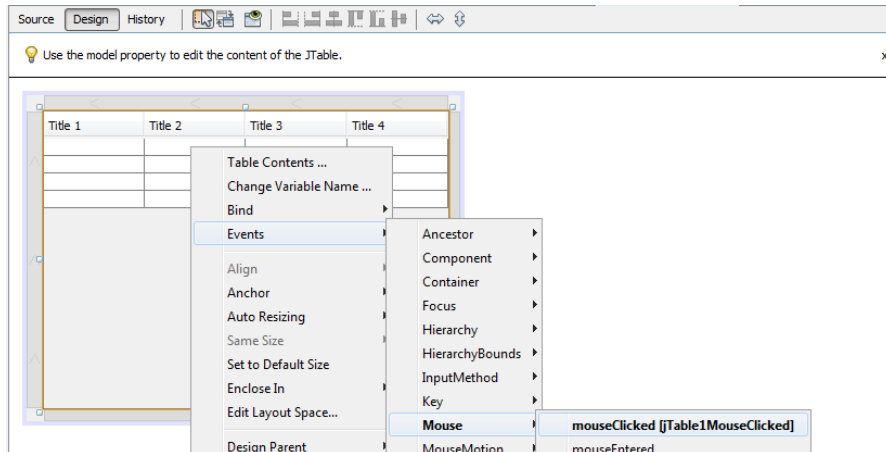 Source Design History
Use the model property to edit the content of the JTable.
x
Title 1 Title 2 Title 3 Title 4
Table Contents ...
Change Variable Name ...
Bind
Events
Align
Anchor
Auto Resizing
Same Size
Set to Default Size
Enclose In
Edit Layout Space...
Design Parent
Ancestor
Component
Container
Focus
Hierarchy
HierarchyBounds
InputMethod
Key
Mouse
MouseMotion
mouseClicked [jTable1MouseClicked]
mouseEntered